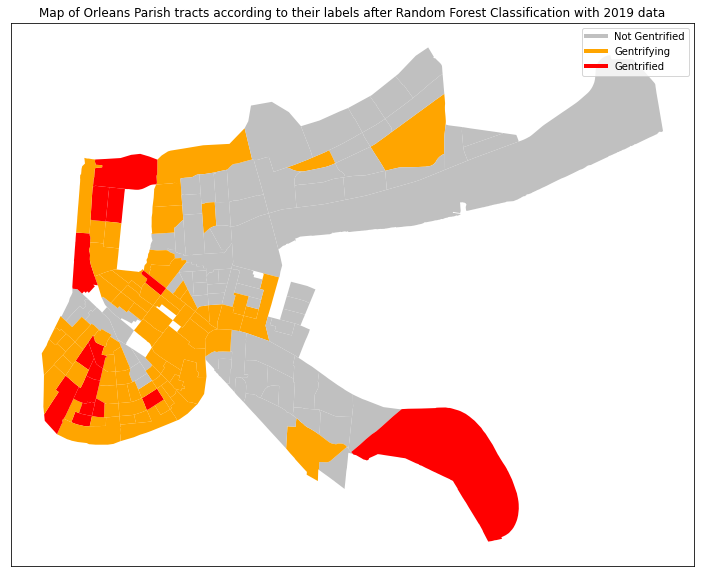 Map of Orleans Parish tracts according to their labels after Random Forest Classification with 2019 data
Not Gentrified
Gentrifying
Gentrified